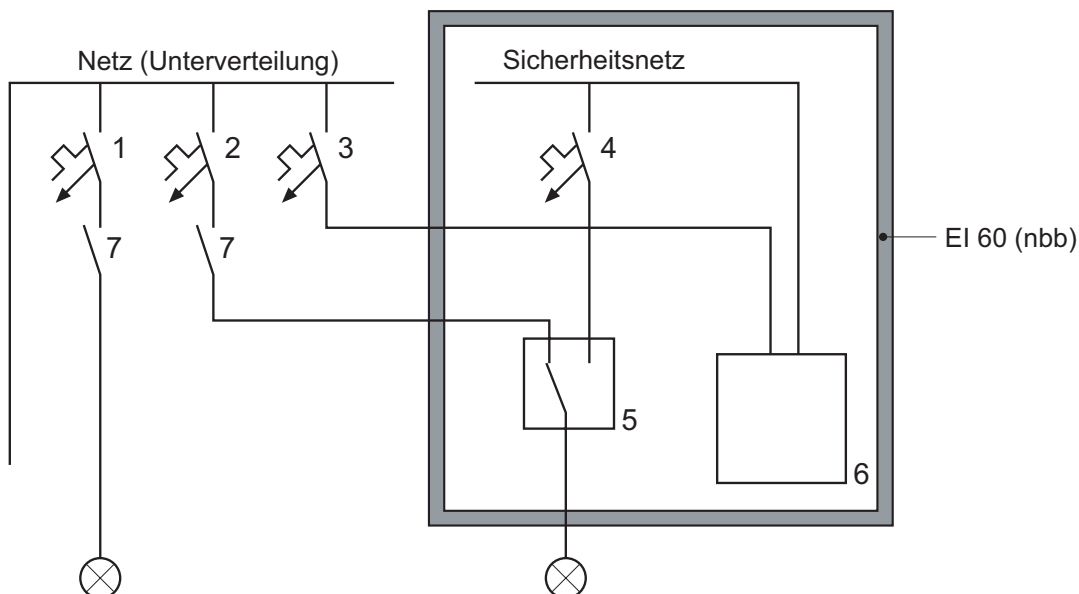 Netz (Unterverteilung)
Sicherheitsnetz
1
2
3
4
7
7
EI 60 (nbb)
5
6